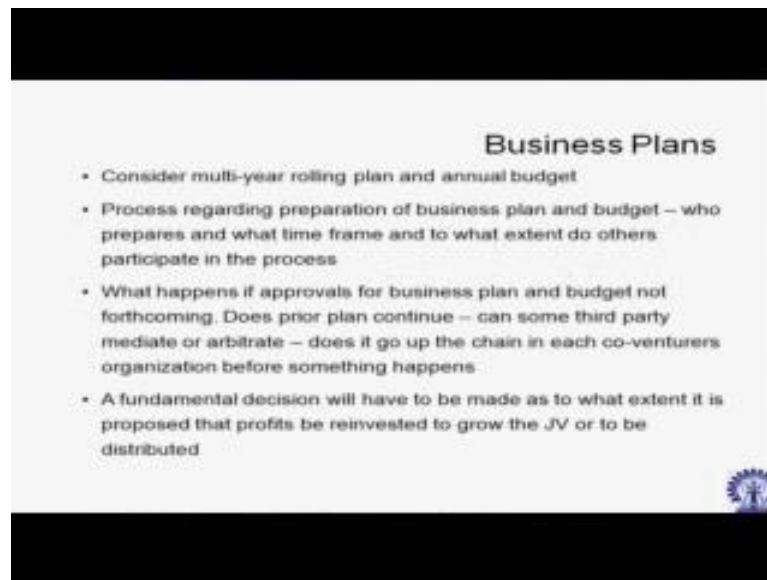 Business Plans
• Consider multi-year rolling plan and annual budget
• Process regarding preparation of business plan and budget – who
prepares and what time frame and to what extent do others
participate in the process
• What happens if approvals for business plan and budget not
forthcoming. Does prior plan continue – can some third party
mediate or arbitrate – does it go up the chain in each co-venturers
organization before something happens
• A fundamental decision will have to be made as to what extent it is
proposed that profits be reinvested to grow the JV or to be
distributed